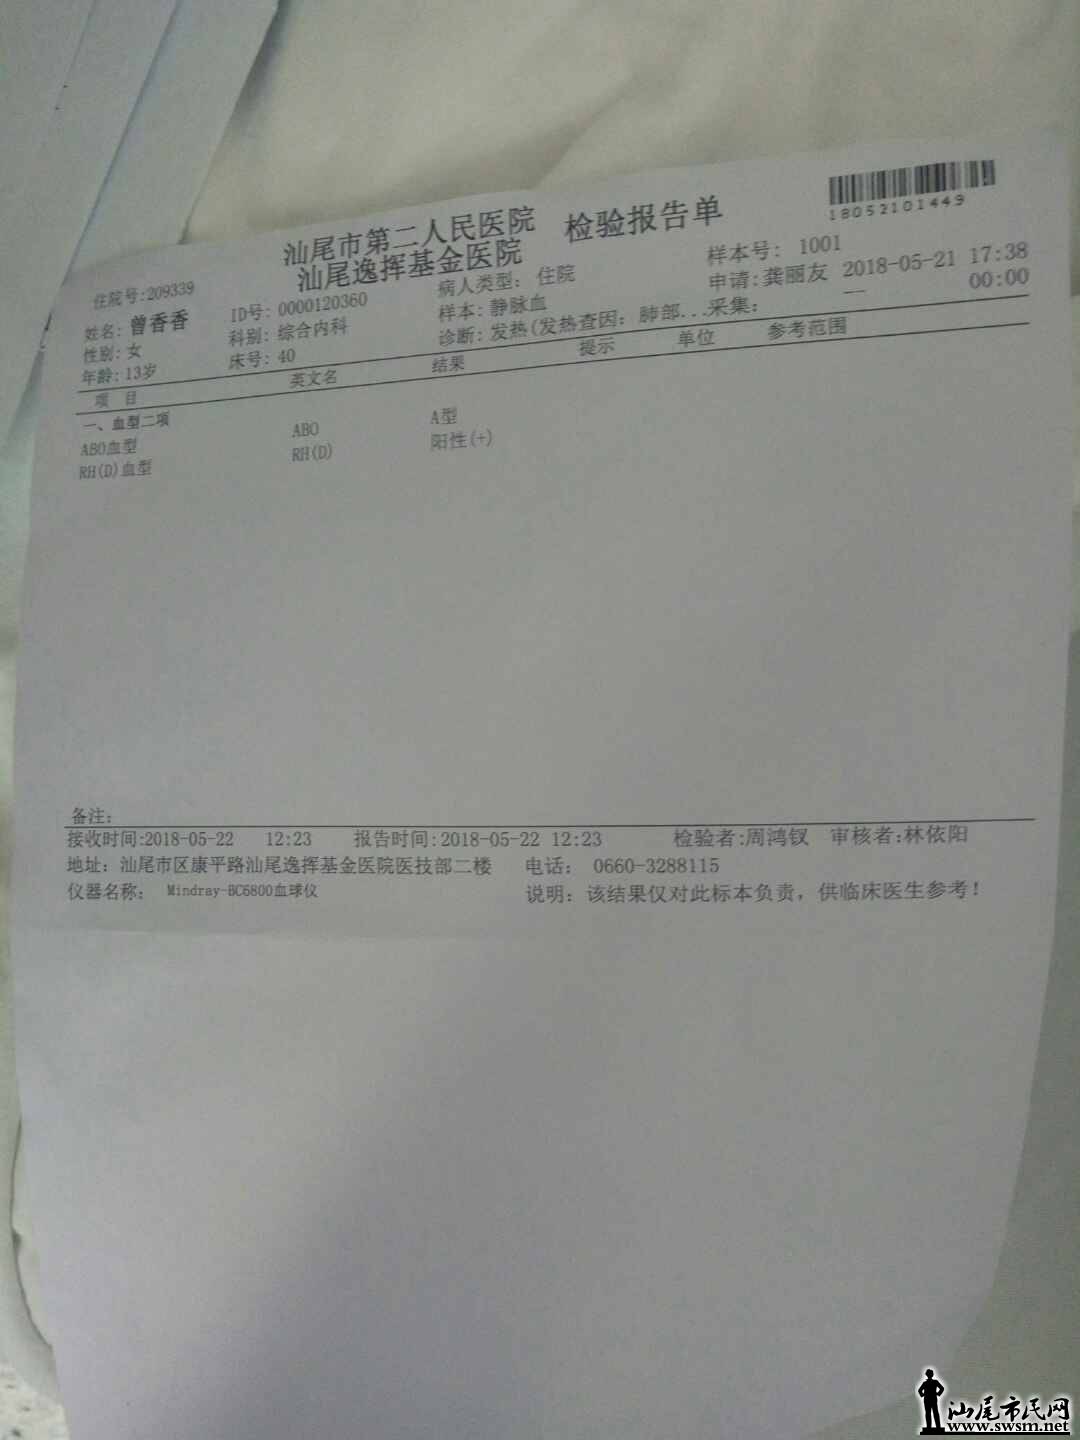 18052101449
汕尾市第二人民医院
汕尾逸挥基金医院 检验报告单
住院号:209339 ID号: 0000120360 病人类型: 住院 样本号: 1001
姓名: 曾香香 科别: 综合内科 样本: 静脉血 申请: 龚丽友 2018-05-21 17:38
性别: 女 床号: 40 诊断: 发热(发热查因: 肺部...采集: — 00:00
年龄: 13岁
项 目 英文名 结果 提示 单位 参考范围
一、血型二项
ABO血型 ABO A型
RH(D)血型 RH(D) 阳性(+)
备注:
接收时间:2018-05-22 12:23 报告时间:2018-05-22 12:23 检验者:周鸿钗 审核者:林依阳
地址: 汕尾市区康平路汕尾逸挥基金医院医技部二楼 电话: 0660-3288115
仪器名称: Mindray-BC6800血球仪 说明: 该结果仅对此标本负责, 供临床医生参考!
汕尾市民网
www.swsm.net